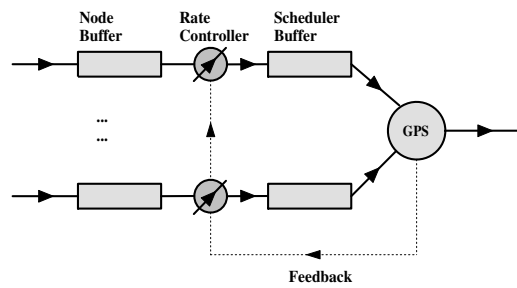 Node
Buffer
Rate
Controller
Scheduler
Buffer
...
...
GPS
Feedback